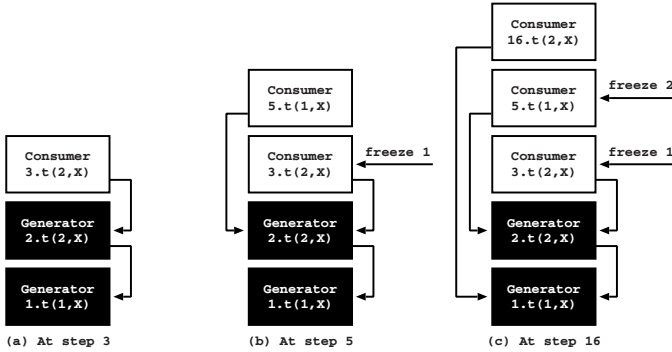 Consumer
3.t(2,X)
Generator
2.t(2,X)
Generator
1.t(1,X)
(a) At step 3
Consumer
5.t(1,X)
Consumer
3.t(2,X)
freeze 1
Generator
2.t(2,X)
Generator
1.t(1,X)
(b) At step 5
Consumer
16.t(2,X)
Consumer
5.t(1,X)
freeze 2
Consumer
3.t(2,X)
freeze 1
Generator
2.t(2,X)
Generator
1.t(1,X)
(c) At step 16